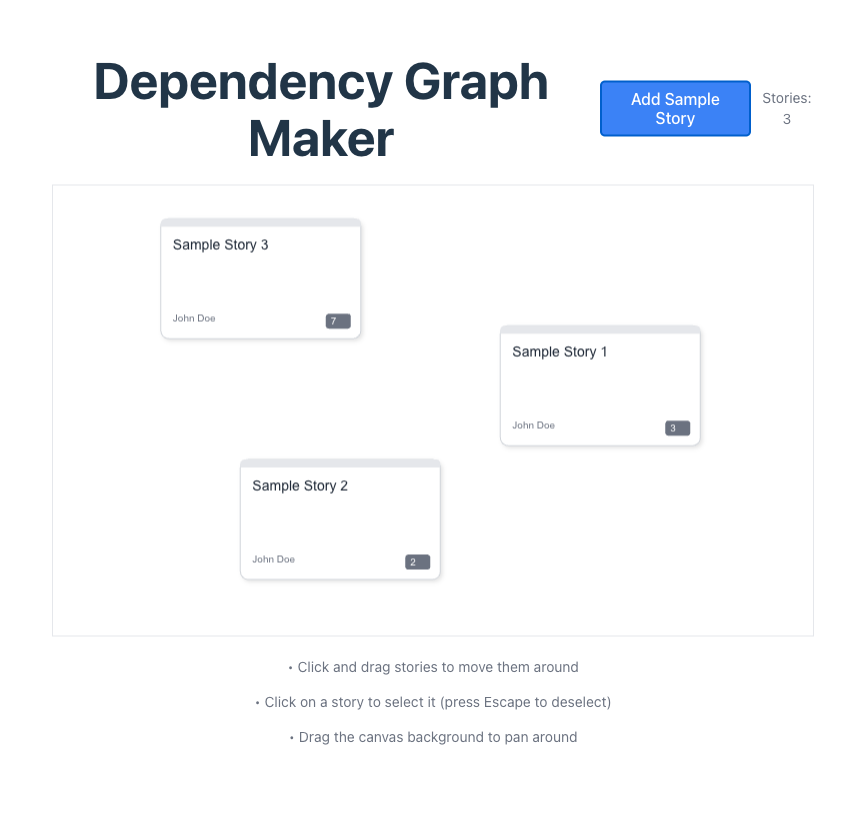 Dependency Graph
Maker
Add Sample
Story
Stories:
3
Sample Story 3
John Doe
7
Sample Story 1
John Doe
3
Sample Story 2
John Doe
2
• Click and drag stories to move them around
• Click on a story to select it (press Escape to deselect)
• Drag the canvas background to pan around